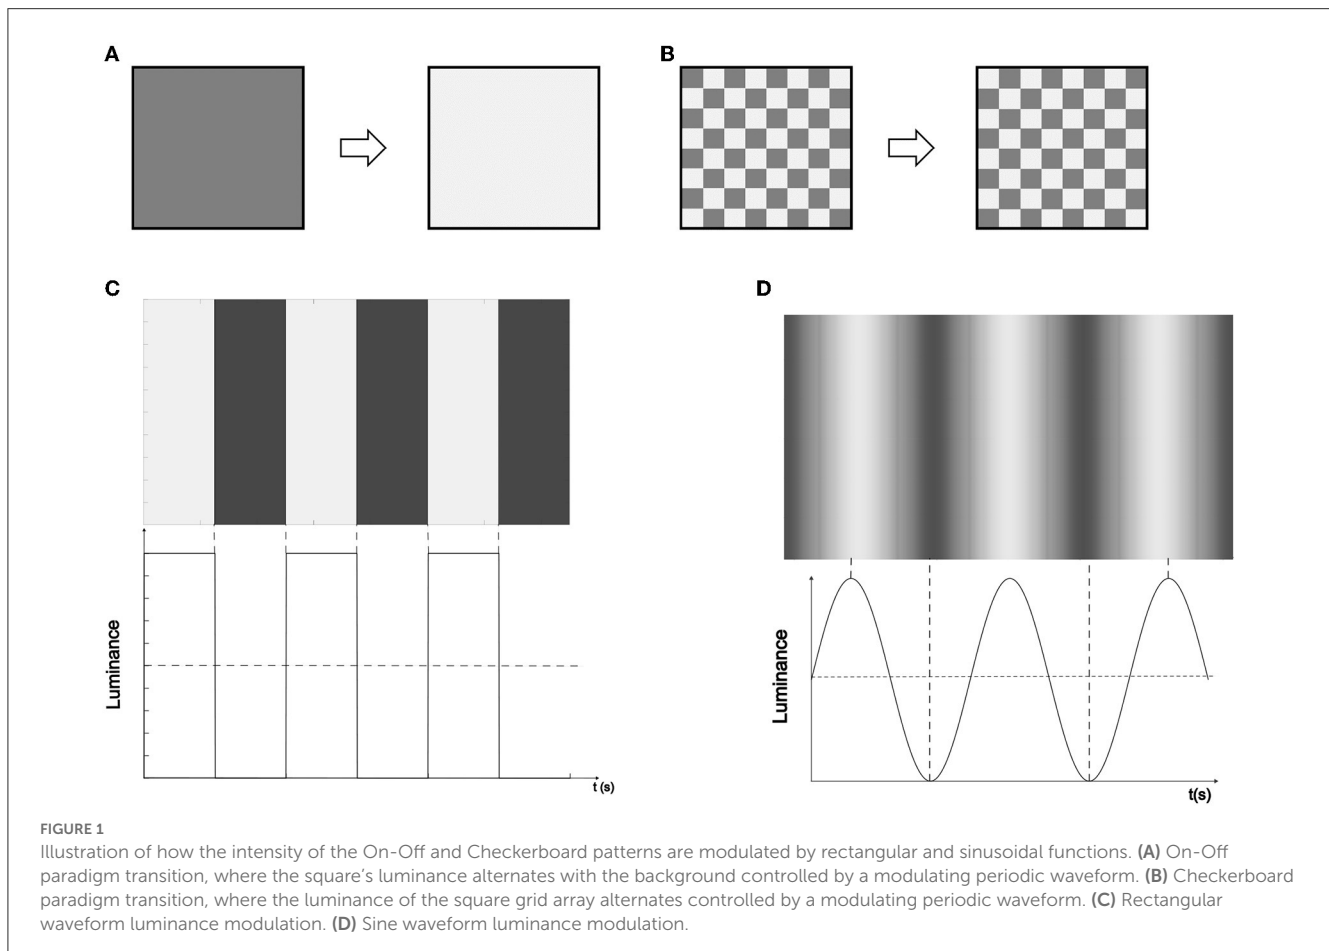 A
B
C
D
Luminance
t (s)
Luminance
t(s)
FIGURE 1
Illustration of how the intensity of the On-Off and Checkerboard patterns are modulated by rectangular and sinusoidal functions. (A) On-Off
paradigm transition, where the square's luminance alternates with the background controlled by a modulating periodic waveform. (B) Checkerboard
paradigm transition, where the luminance of the square grid array alternates controlled by a modulating periodic waveform. (C) Rectangular
waveform luminance modulation. (D) Sine waveform luminance modulation.